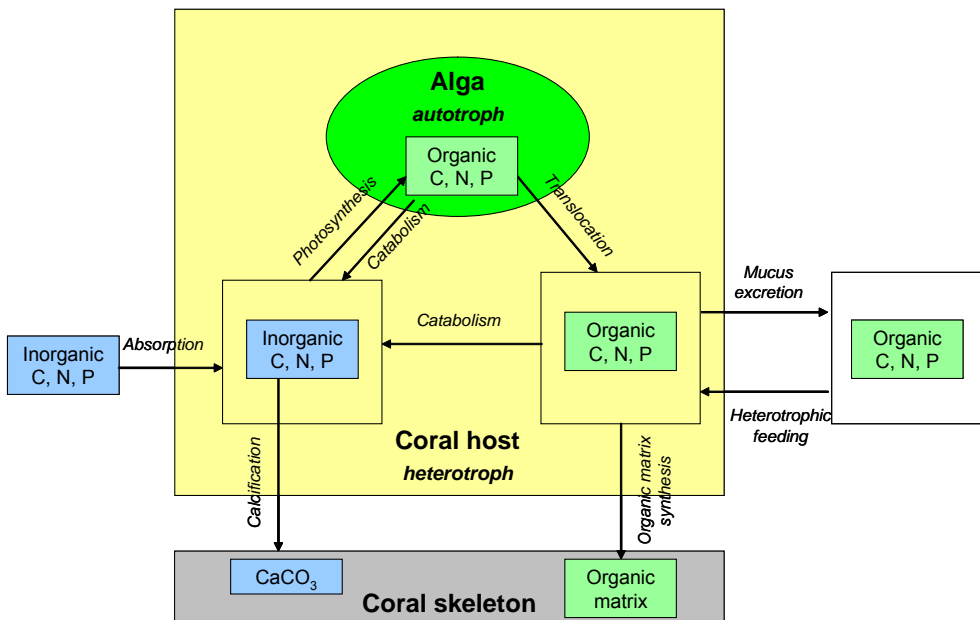 Alga
autotroph
Organic
C, N, P
Photosynthesis
Catabolism
Translocation
Mucus
excretion
Inorganic
C, N, P
Absorption
Inorganic
C, N, P
Catabolism
Organic
C, N, P
Organic
C, N, P
Heterotrophic
feeding
Coral host
heterotroph
Calcification
Organic matrix
synthesis
CaCO₃
Organic
matrix
Coral skeleton